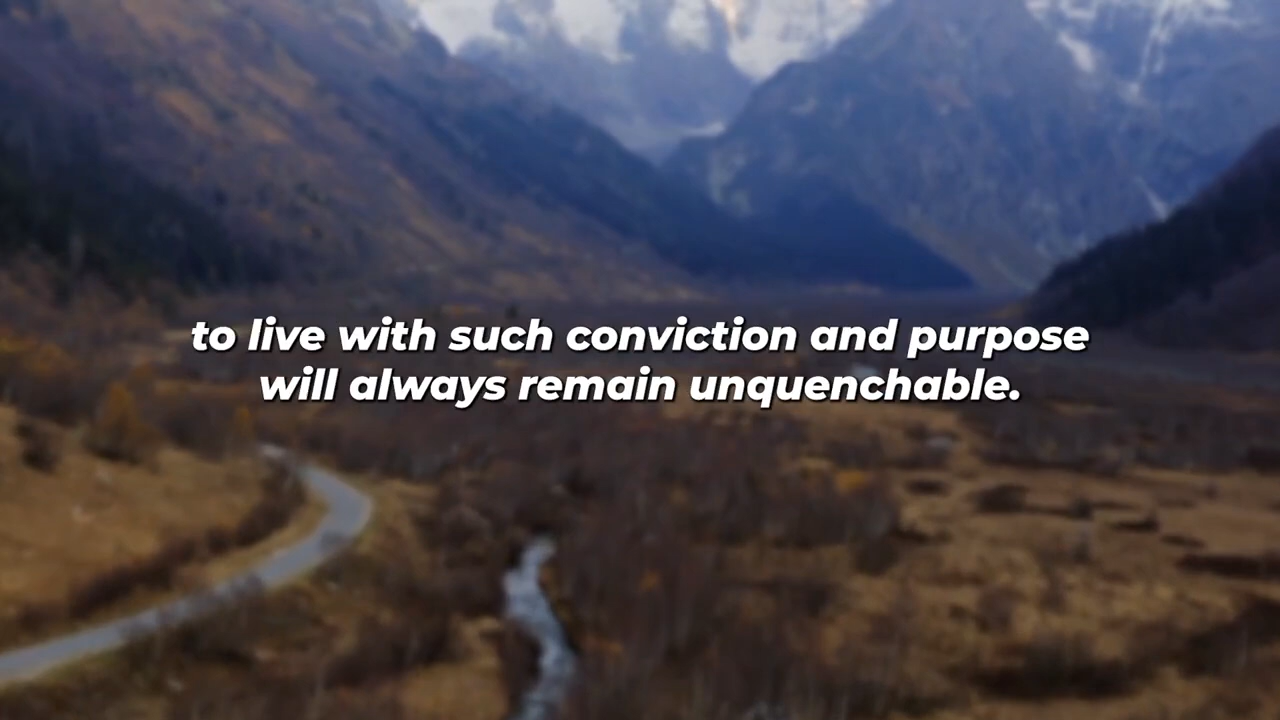 to live with such conviction and purpose
will always remain unquenchable.